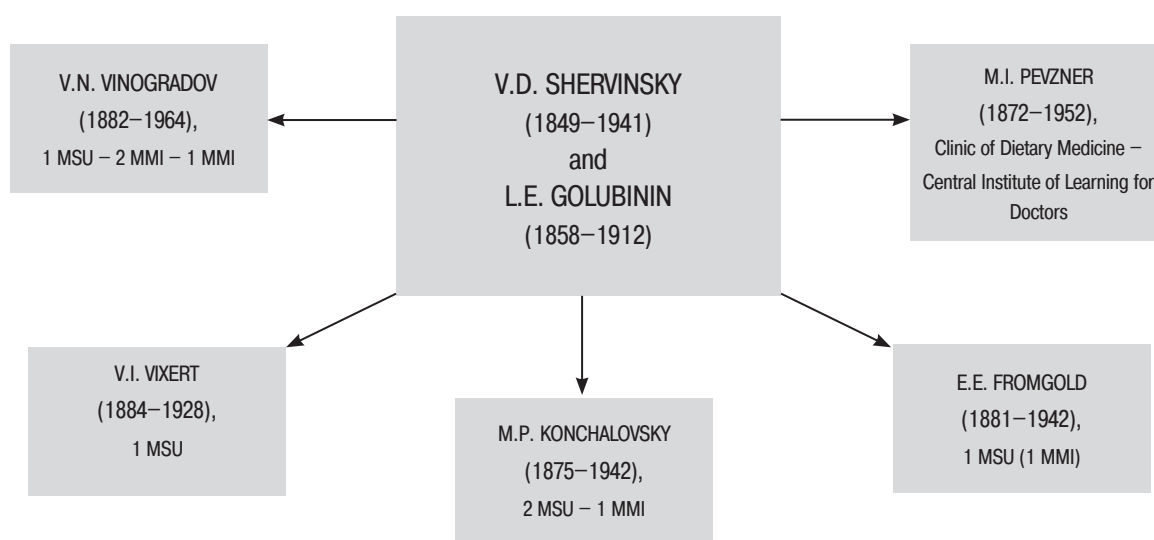 V.N. VINOGRADOV
(1882–1964),
1 MSU – 2 MMI – 1 MMI
V.D. SHERVINSKY
(1849–1941)
and
L.E. GOLUBININ
(1858–1912)
M.I. PEVZNER
(1872–1952),
Clinic of Dietary Medicine –
Central Institute of Learning for
Doctors
V.I. VIXERT
(1884–1928),
1 MSU
M.P. KONCHALOVSKY
(1875–1942),
2 MSU – 1 MMI
E.E. FROMGOLD
(1881–1942),
1 MSU (1 MMI)